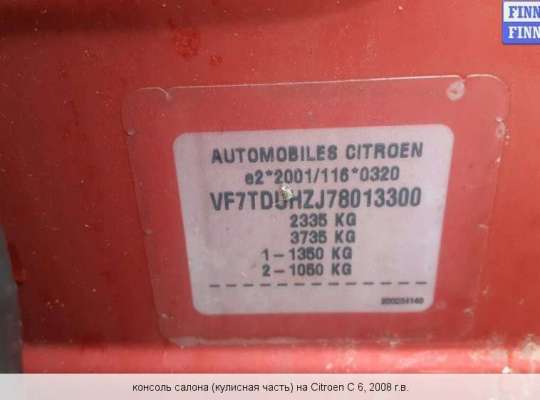 FINN
FINN
AUTOMOBILES CITROEN
e2*2001/116*0320
VF7TDUHZJ78013300
2335 KG
3735 KG
1 - 1350 KG
2 - 1050 KG
консоль салона (кулисная часть) на Citroen C 6, 2008 г.в.